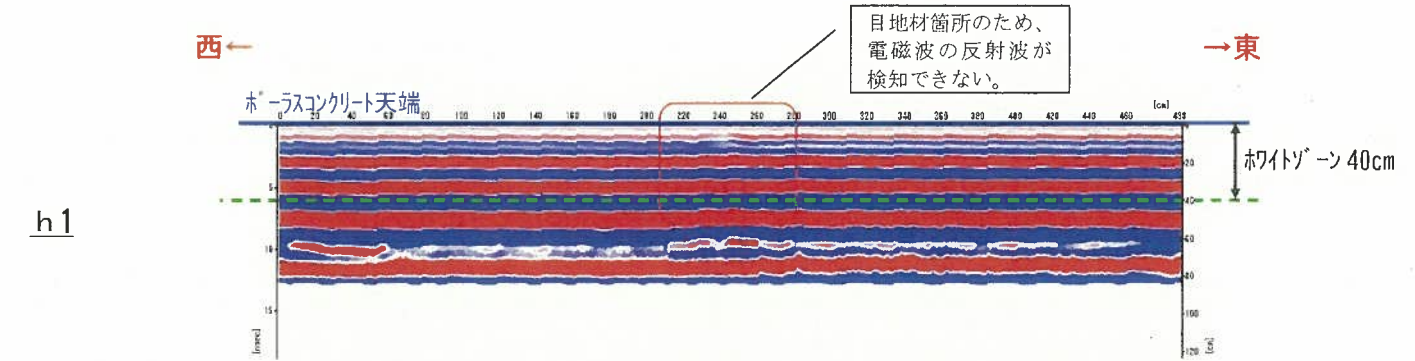 目地材箇所のため、
電磁波の反射波が
検知できない。
西←
→東
ポーラスコンクリート天端
[cm]
0 20 40 60 80 100 120 140 160 180 200 220 240 260 280 300 320 340 360 380 400 420 440 460
ホワイトゾーン 40cm
h1
5
10
15
[nsec]
20
40
60
80
100
120
[cm]